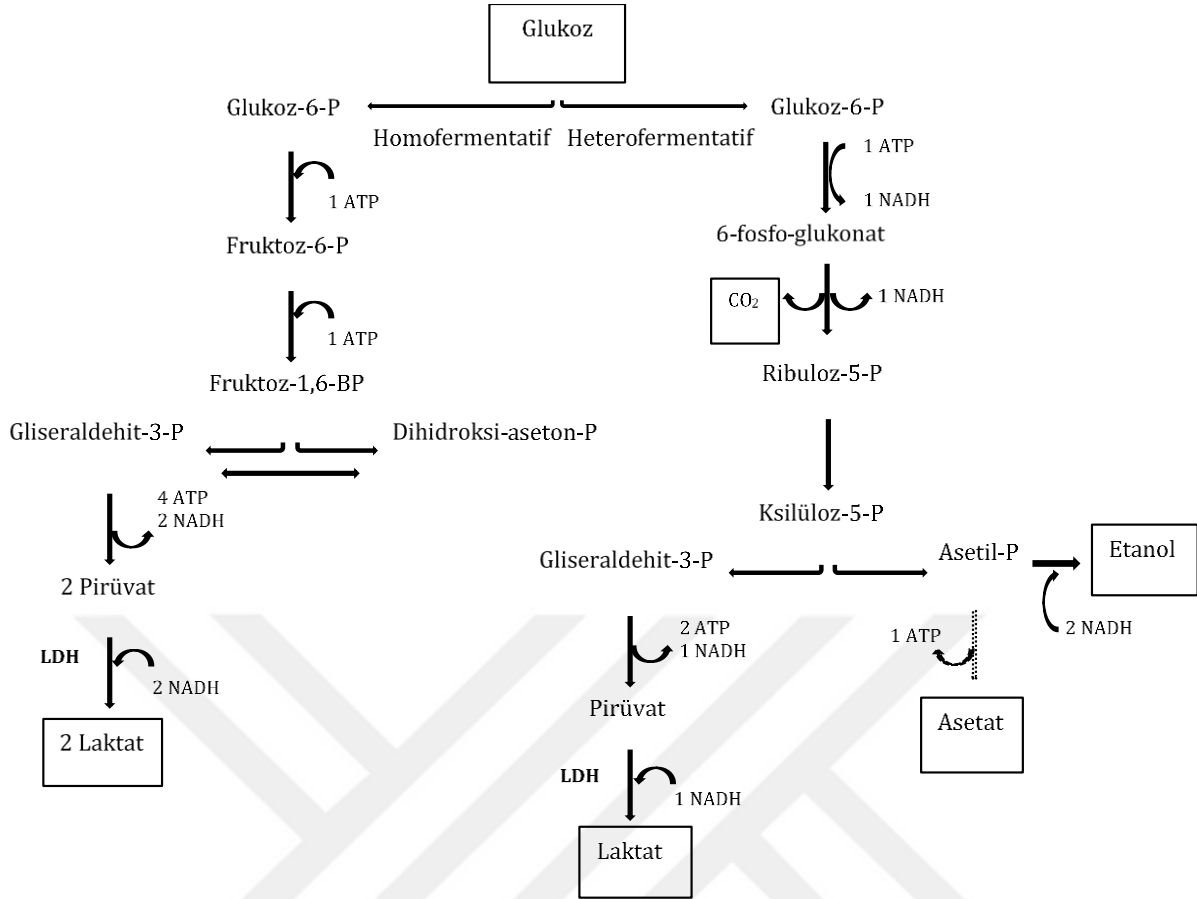 Glukoz
Glukoz-6-P
Glukoz-6-P
Homofermentatif
Heterofermentatif
1 ATP
1 ATP
1 NADH
Fruktoz-6-P
6-fosfo-glukonat
1 ATP
CO₂
1 NADH
Fruktoz-1,6-BP
Ribuloz-5-P
Gliseraldehit-3-P
Dihidroksi-aseton-P
4 ATP
2 NADH
Ksilüloz-5-P
2 Pirüvat
Gliseraldehit-3-P
Asetil-P
Etanol
LDH
2 NADH
2 ATP
1 NADH
1 ATP
2 NADH
2 Laktat
Pirüvat
Asetat
LDH
1 NADH
Laktat